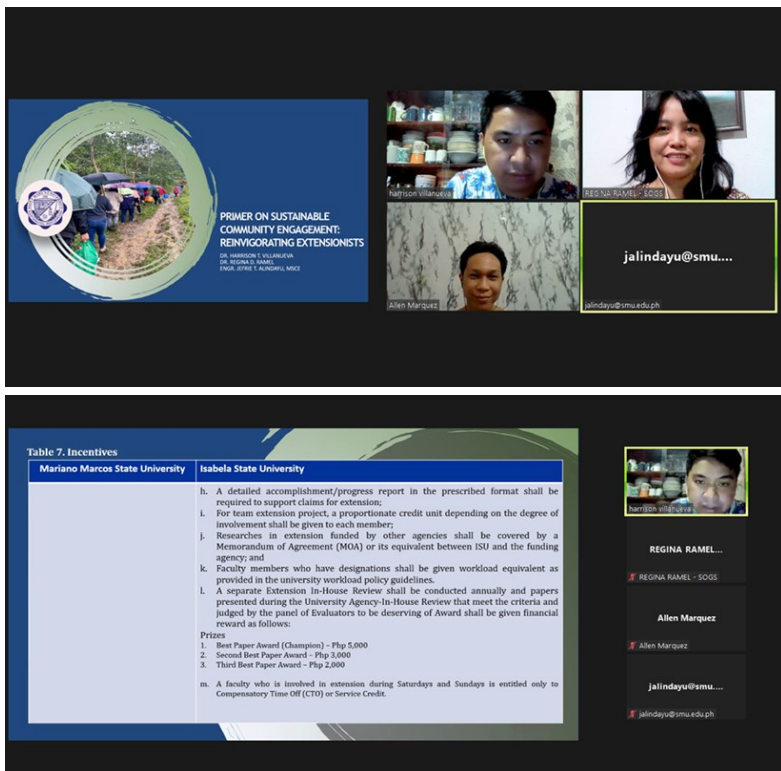 PRIMER ON SUSTAINABLE
COMMUNITY ENGAGEMENT:
REINVIGORATING EXTENSIONISTS
DR. HARRISON T. VILLANUEVA
DR. REGINA D. RAMEL
ENGR. JEFRIE T. ALINDAYU, MSCE
harrison villanueva
REGINA RAMEL - SOGS
Allen Marquez
jalindayu@smu....
jalindayu@smu.edu.ph
Table 7. Incentives
Mariano Marcos State University
Isabela State University
h. A detailed accomplishment/progress report in the prescribed format shall be
required to support claims for extension;
i. For team extension project, a proportionate credit unit depending on the degree of
involvement shall be given to each member;
j. Researches in extension funded by other agencies shall be covered by a
Memorandum of Agreement (MOA) or its equivalent between ISU and the funding
agency; and
k. Faculty members who have designations shall be given workload equivalent as
provided in the university workload policy guidelines.
l. A separate Extension In-House Review shall be conducted annually and papers
presented during the University Agency-In-House Review that meet the criteria and
judged by the panel of Evaluators to be deserving of Award shall be given financial
reward as follows:
Prizes
1. Best Paper Award (Champion) – Php 5,000
2. Second Best Paper Award – Php 3,000
3. Third Best Paper Award – Php 2,000
m. A faculty who is involved in extension during Saturdays and Sundays is entitled only to
Compensatory Time Off (CTO) or Service Credit.
harrison villanueva
REGINA RAMEL...
REGINA RAMEL - SOGS
Allen Marquez
Allen Marquez
jalindayu@smu....
jalindayu@smu.edu.ph